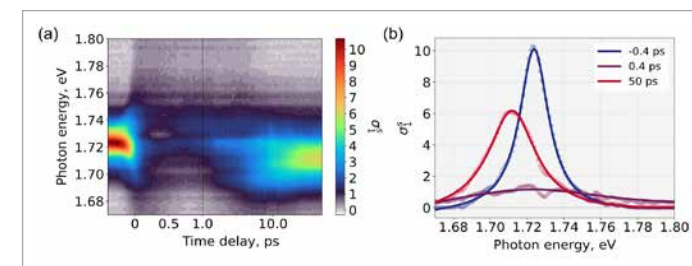 (a)
1.80
1.78
1.76
1.74
1.72
1.70
1.68
Photon energy, eV
0 0.5 1.0 10.0
Time delay, ps
10
9
8
7
6
5
4
3
2
1
0
(b)
10
8
6
4
2
0
-0.4 ps
0.4 ps
50 ps
1.68 1.70 1.72 1.74 1.76 1.78 1.80
Photon energy, eV